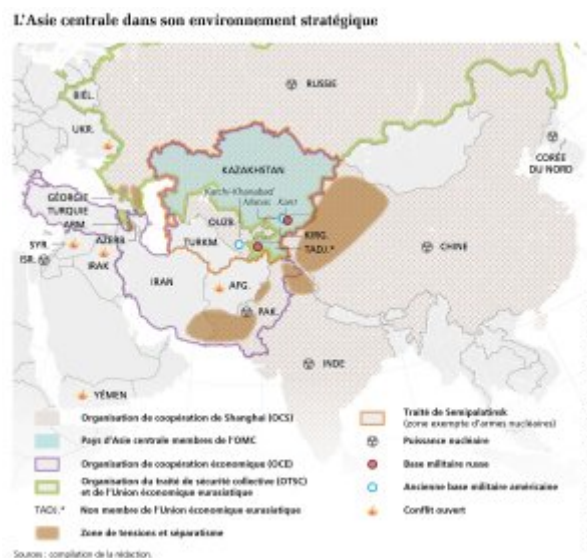 L'Asie centrale dans son environnement stratégique
RUSSIE
BIÉL.
UKR.
KAZAKHSTAN
CORÉE
DU NORD
Karchi-Khanabad
Manas Kant
GÉORGIE
TURQUIE
ARM.
OUZB.
KIRG.
TADJ.*
AZERB.
TURKM.
CHINE
SYR.
ISR.
IRAK
IRAN
AFG.
PAK.
INDE
YÉMEN
Organisation de coopération de Shanghai (OCS)
Pays d'Asie centrale membres de l'OMC
Organisation de coopération économique (OCE)
Organisation du traité de sécurité collective (OTSC)
et de l'Union économique eurasiatique
TADJ.* Non membre de l'Union économique eurasiatique
Zone de tensions et séparatisme
Traité de Semipalatinsk
(zone exempte d'armes nucléaires)
Puissance nucléaire
Base militaire russe
Ancienne base militaire américaine
Conflit ouvert
Sources : compilation de la rédaction.